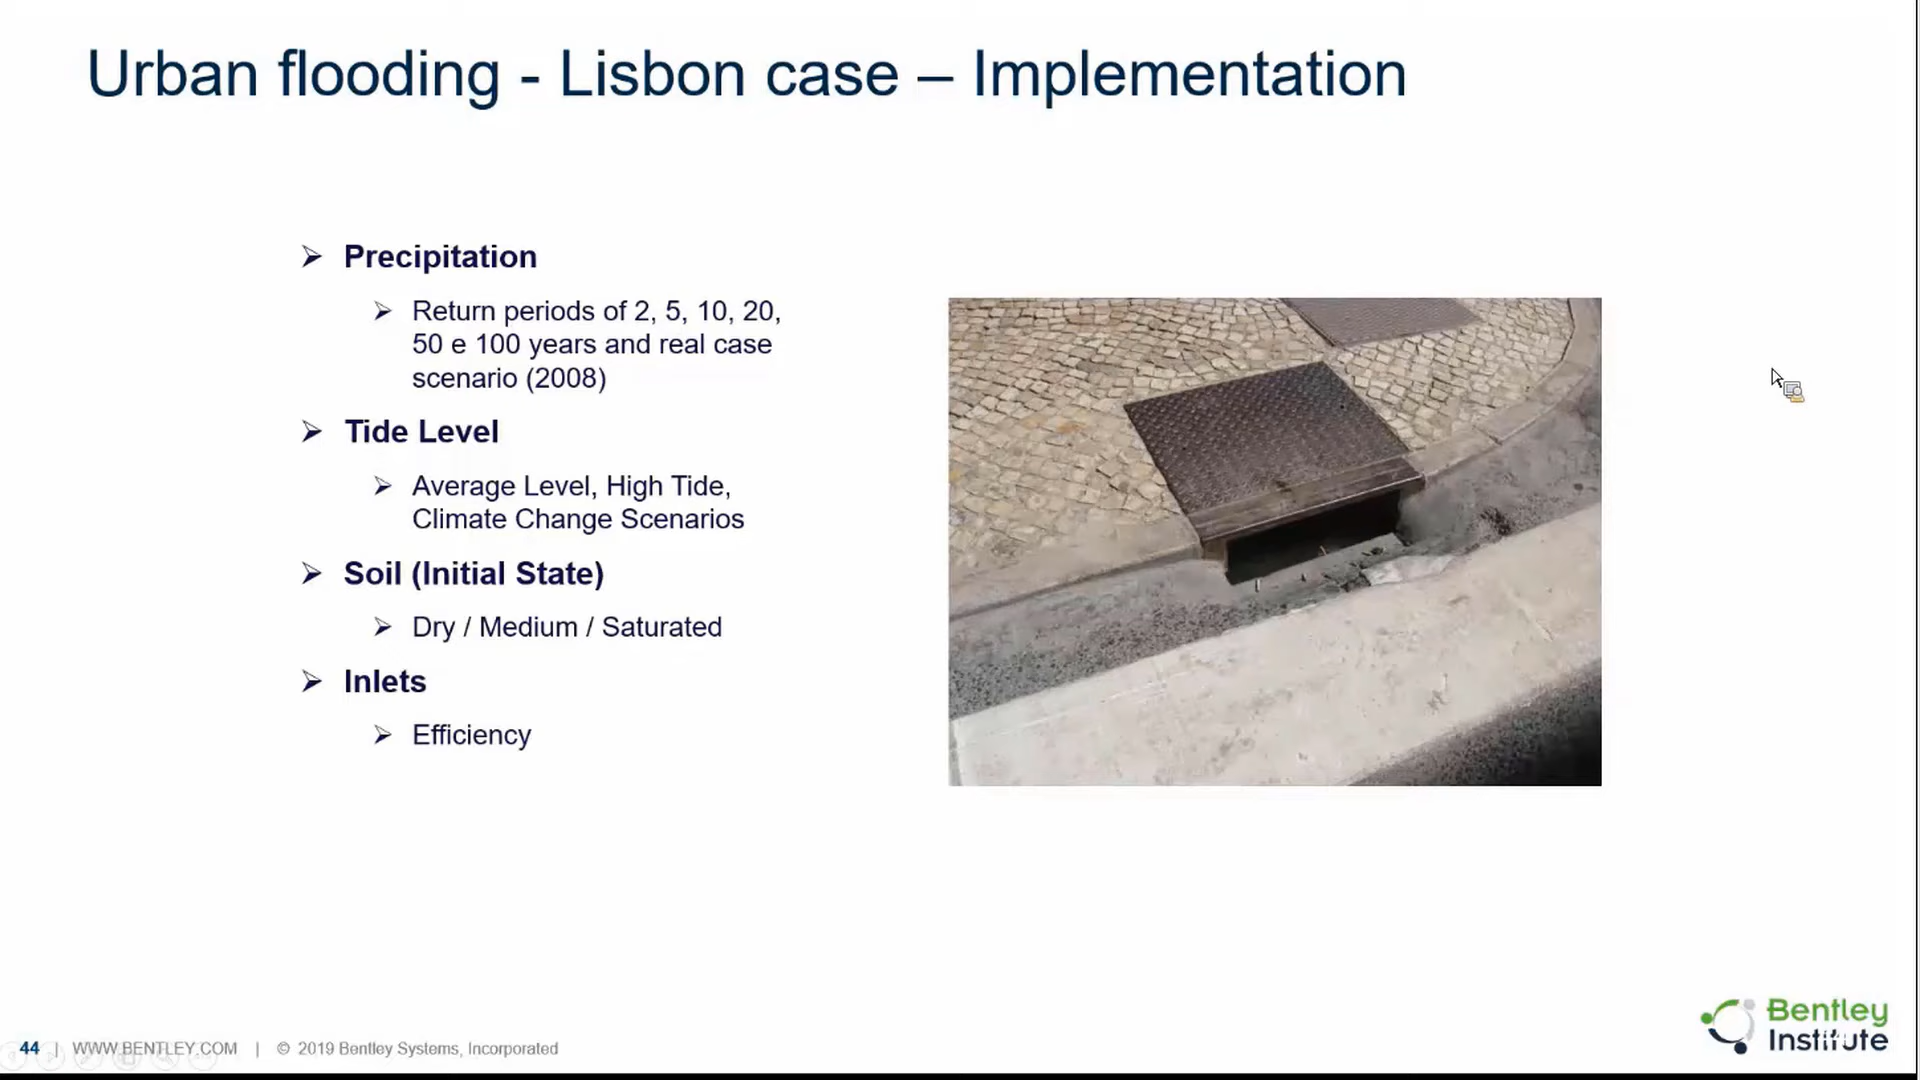 Urban flooding - Lisbon case – Implementation
Precipitation
Return periods of 2, 5, 10, 20,
50 e 100 years and real case
scenario (2008)
Tide Level
Average Level, High Tide,
Climate Change Scenarios
Soil (Initial State)
Dry / Medium / Saturated
Inlets
Efficiency
44 | WWW.BENTLEY.COM | © 2019 Bentley Systems, Incorporated
Bentley
Institute